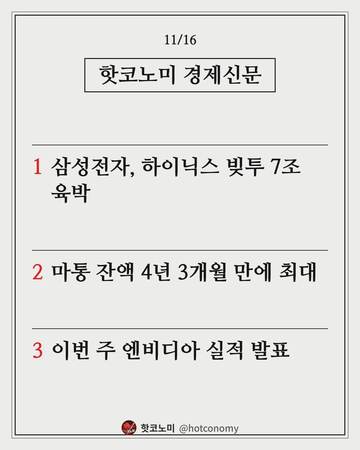 11/16
핫코노미 경제신문
1 삼성전자, 하이닉스 빚투 7조
육박
2 마통 잔액 4년 3개월 만에 최대
3 이번 주 엔비디아 실적 발표
핫코노미 @hotconomy